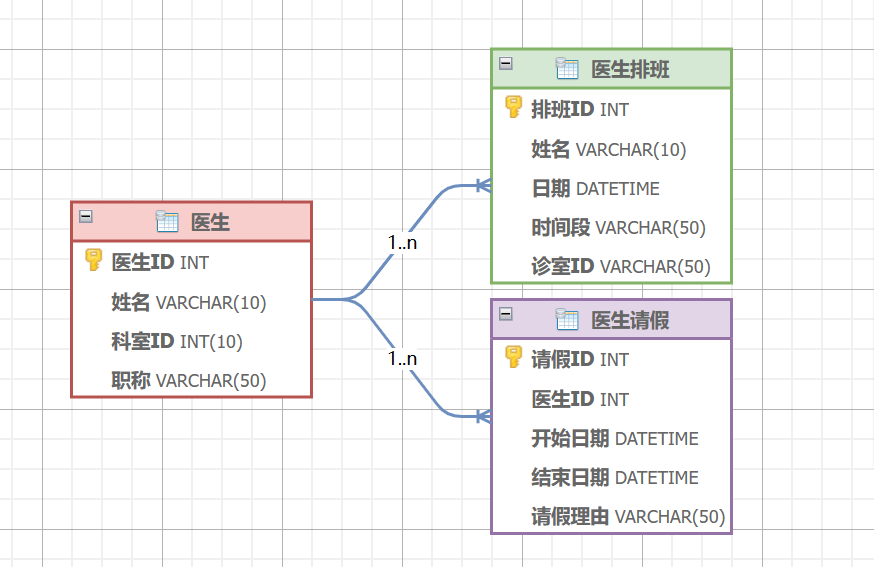 医生
医生ID INT
姓名 VARCHAR(10)
科室ID INT(10)
职称 VARCHAR(50)
1..n
1..n
医生排班
排班ID INT
姓名 VARCHAR(10)
日期 DATETIME
时间段 VARCHAR(50)
诊室ID VARCHAR(50)
医生请假
请假ID INT
医生ID INT
开始日期 DATETIME
结束日期 DATETIME
请假理由 VARCHAR(50)